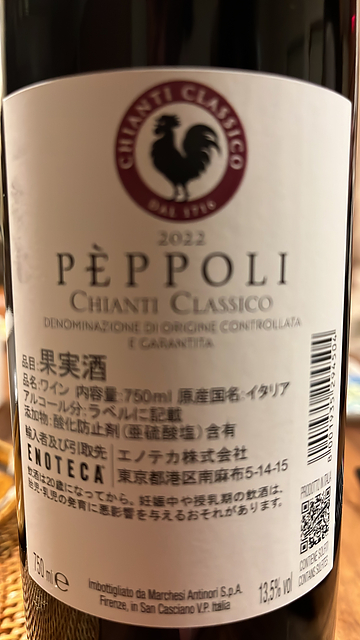 CHIANTI CLASSICO
DAL 1716
2022
PÈPPOLI
CHIANTI CLASSICO
DENOMINAZIONE DI ORIGINE CONTROLLATA
E GARANTITA
品目:果実酒
品名:ワイン 内容量:750ml 原産国名:イタリア
アルコール分:ラベルに記載
添加物:酸化防止剤(亜硫酸塩)含有
輸入者及び引取先
ENOTECA
エノテカ株式会社
東京都港区南麻布5-14-15
飲酒は20歳になってから。妊娠中や授乳期の飲酒は、
胎児・乳児の発育に悪影響を与えるおそれがあります。
PRODOTTO IN ITALIA
CONTIENE SOLFITI
CONTAINS SULFITES
750 ml e
imbottigliato da Marchesi Antinori S.p.A.
Firenze, in San Casciano V.P. Italia
13,5% vol